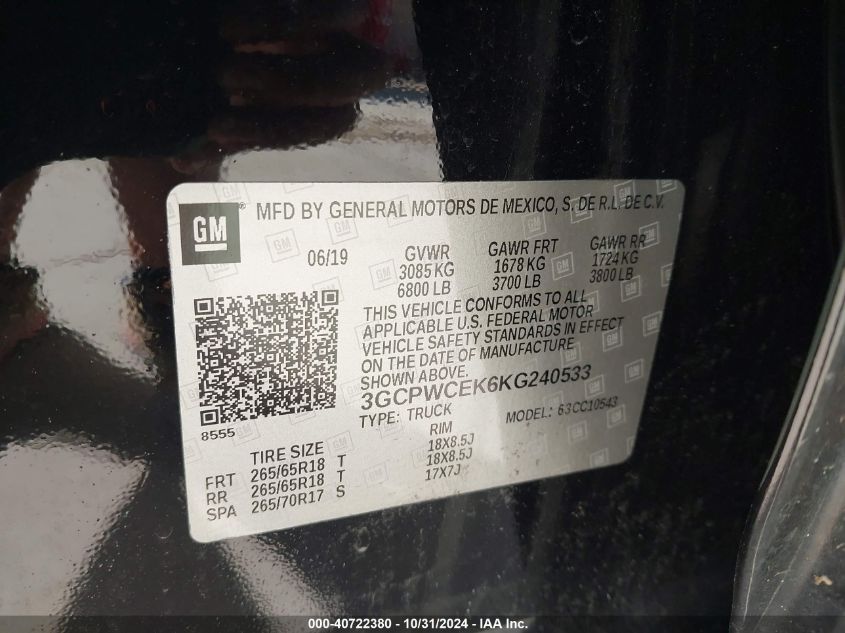 GM ® MFD BY GENERAL MOTORS DE MEXICO, S. DE R.L. DE C.V.
06/19 GVWR GAWR FRT GAWR RR
3085 KG 1678 KG 1724 KG
6800 LB 3700 LB 3800 LB
THIS VEHICLE CONFORMS TO ALL
APPLICABLE U.S. FEDERAL MOTOR
VEHICLE SAFETY STANDARDS IN EFFECT
ON THE DATE OF MANUFACTURE
SHOWN ABOVE.
3GCPWCEK6KG240533
8555 TYPE: TRUCK MODEL: 63CC10543
TIRE SIZE RIM
FRT 265/65R18 T 18X8.5J
RR 265/65R18 T 18X8.5J
SPA 265/70R17 S 17X7J
000-40722380 - 10/31/2024 - IAA Inc.